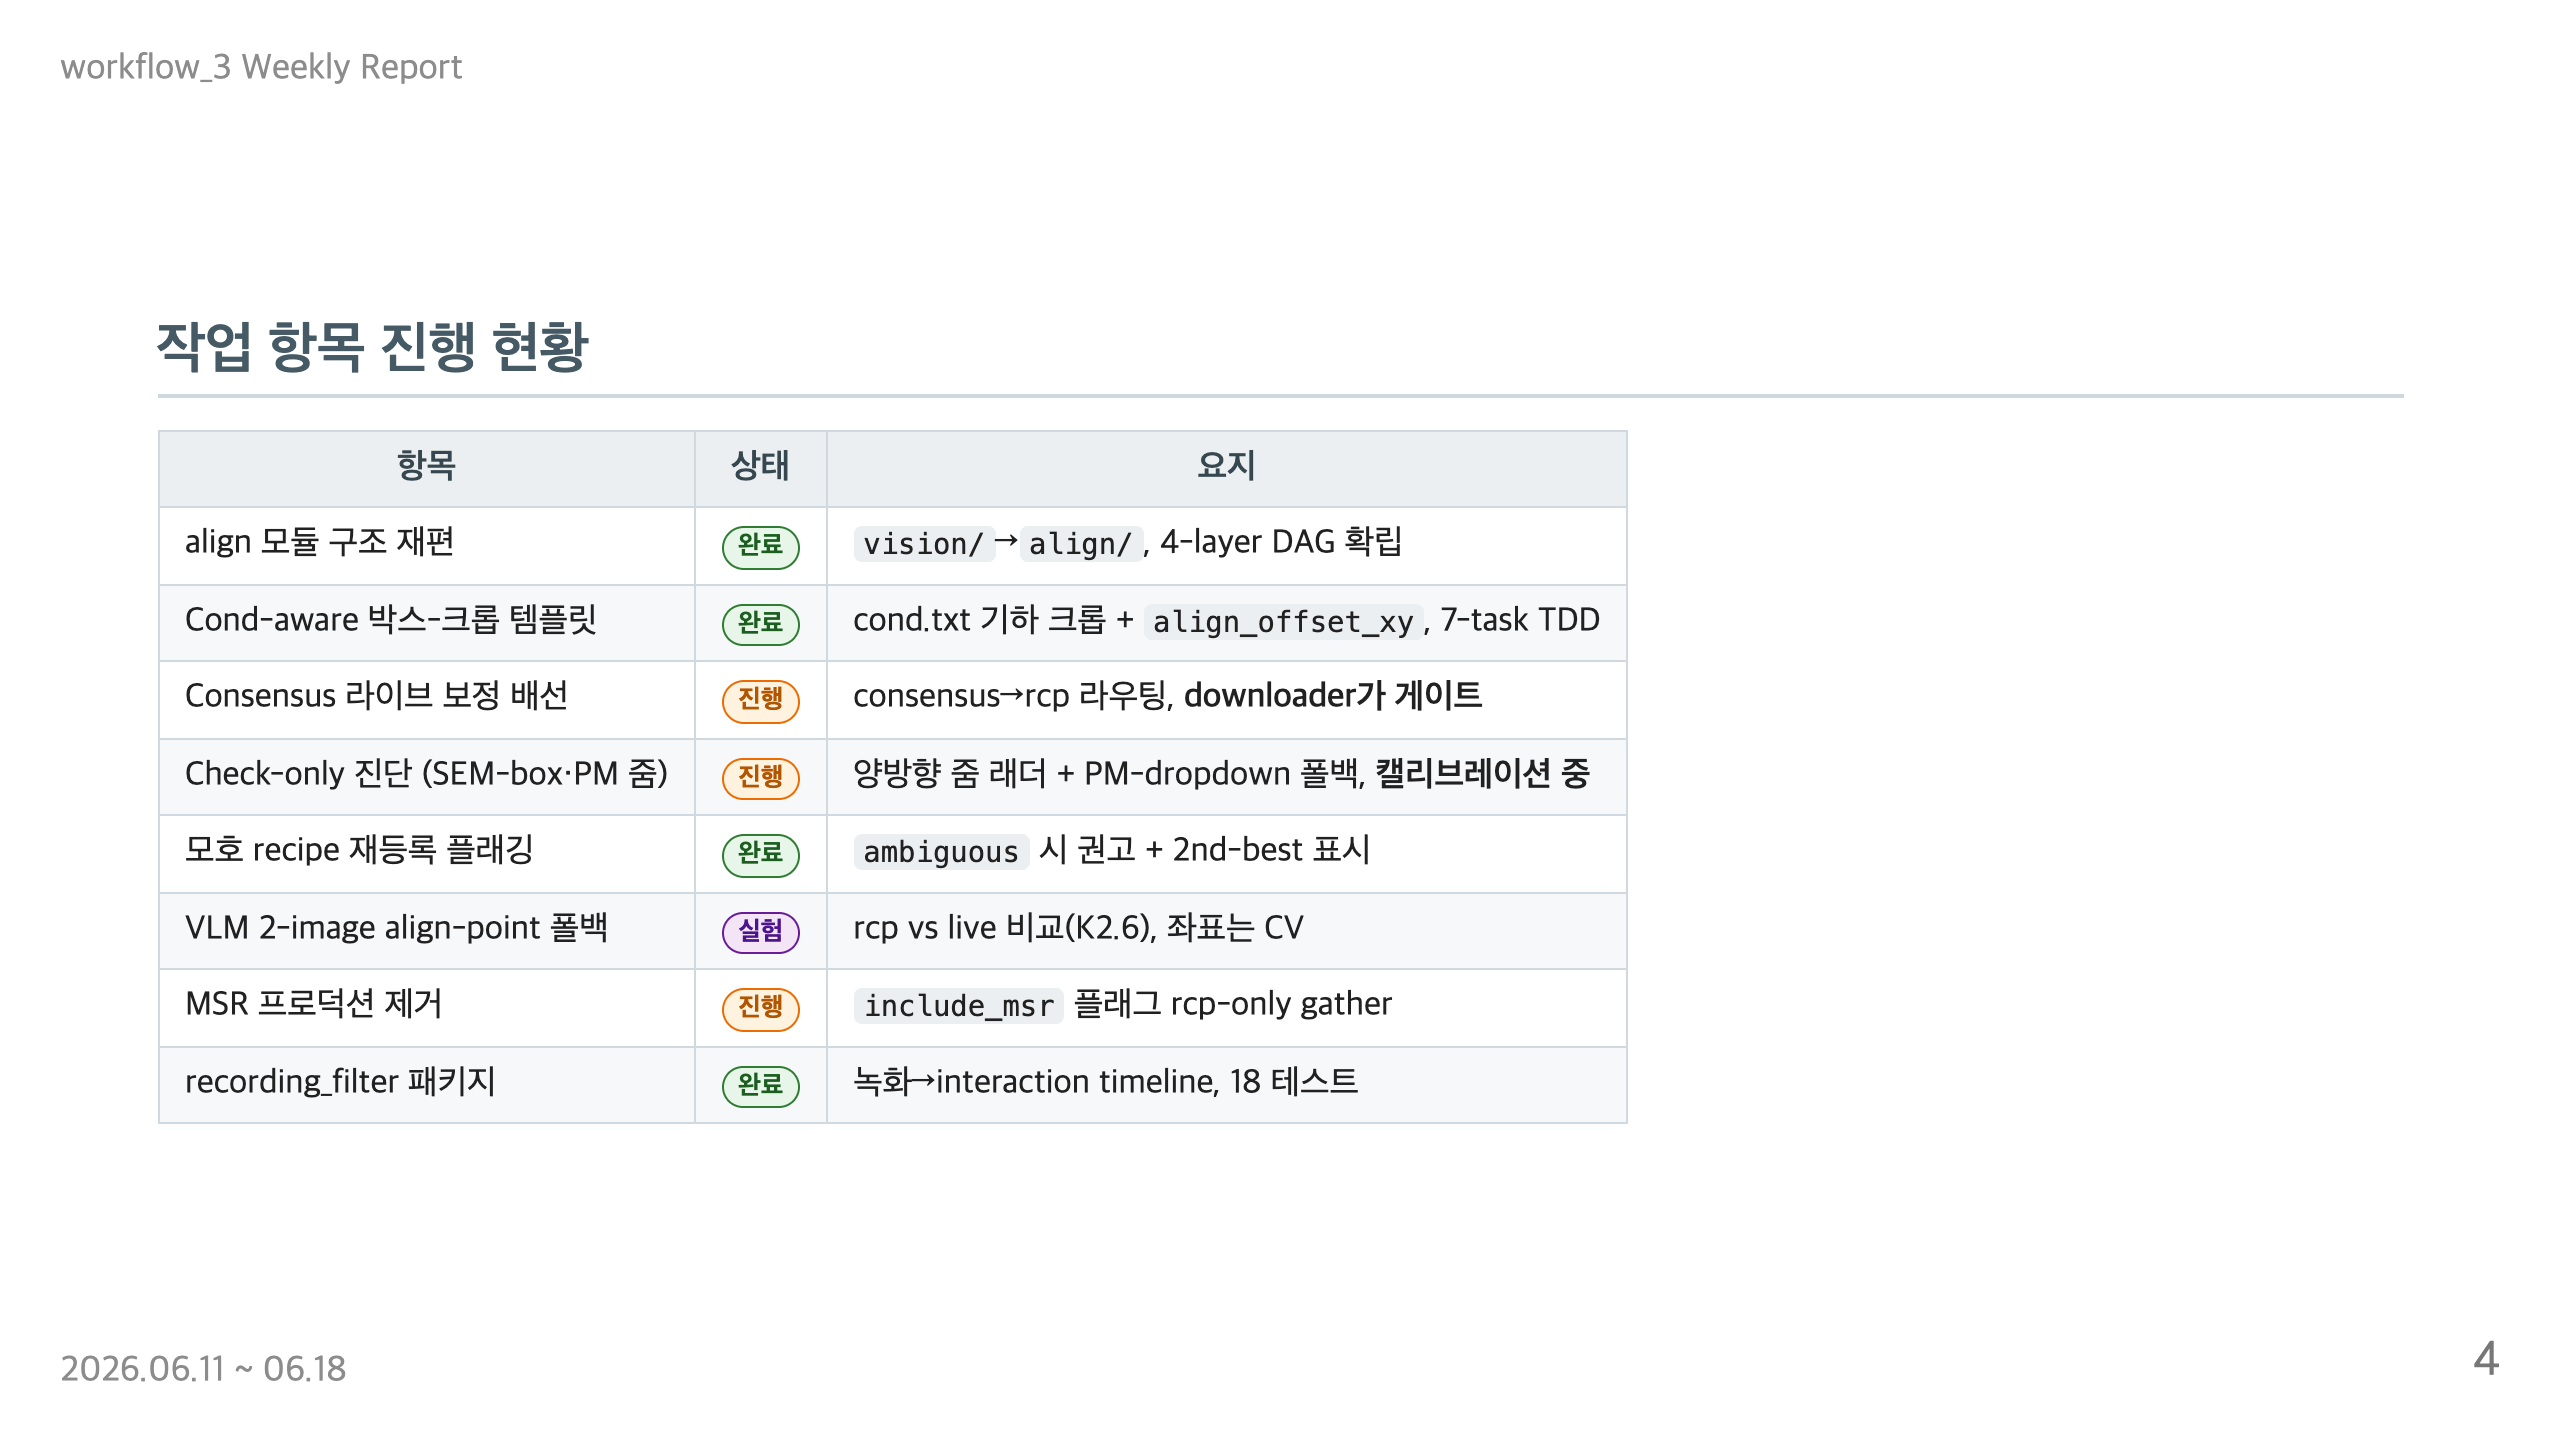 workflow_3 Weekly Report
작업 항목 진행 현황
항목 상태 요지
align 모듈 구조 재편 완료 vision/→align/, 4-layer DAG 확립
Cond-aware 박스-크롭 템플릿 완료 cond.txt 기하 크롭 + align_offset_xy, 7-task TDD
Consensus 라이브 보정 배선 진행 consensus→rcp 라우팅, downloader가 게이트
Check-only 진단 (SEM-box·PM 줌) 진행 양방향 줌 래더 + PM-dropdown 폴백, 캘리브레이션 중
모호 recipe 재등록 플래깅 완료 ambiguous 시 권고 + 2nd-best 표시
VLM 2-image align-point 폴백 실험 rcp vs live 비교(K2.6), 좌표는 CV
MSR 프로덕션 제거 진행 include_msr 플래그 rcp-only gather
recording_filter 패키지 완료 녹화→interaction timeline, 18 테스트
2026.06.11 ~ 06.18
4